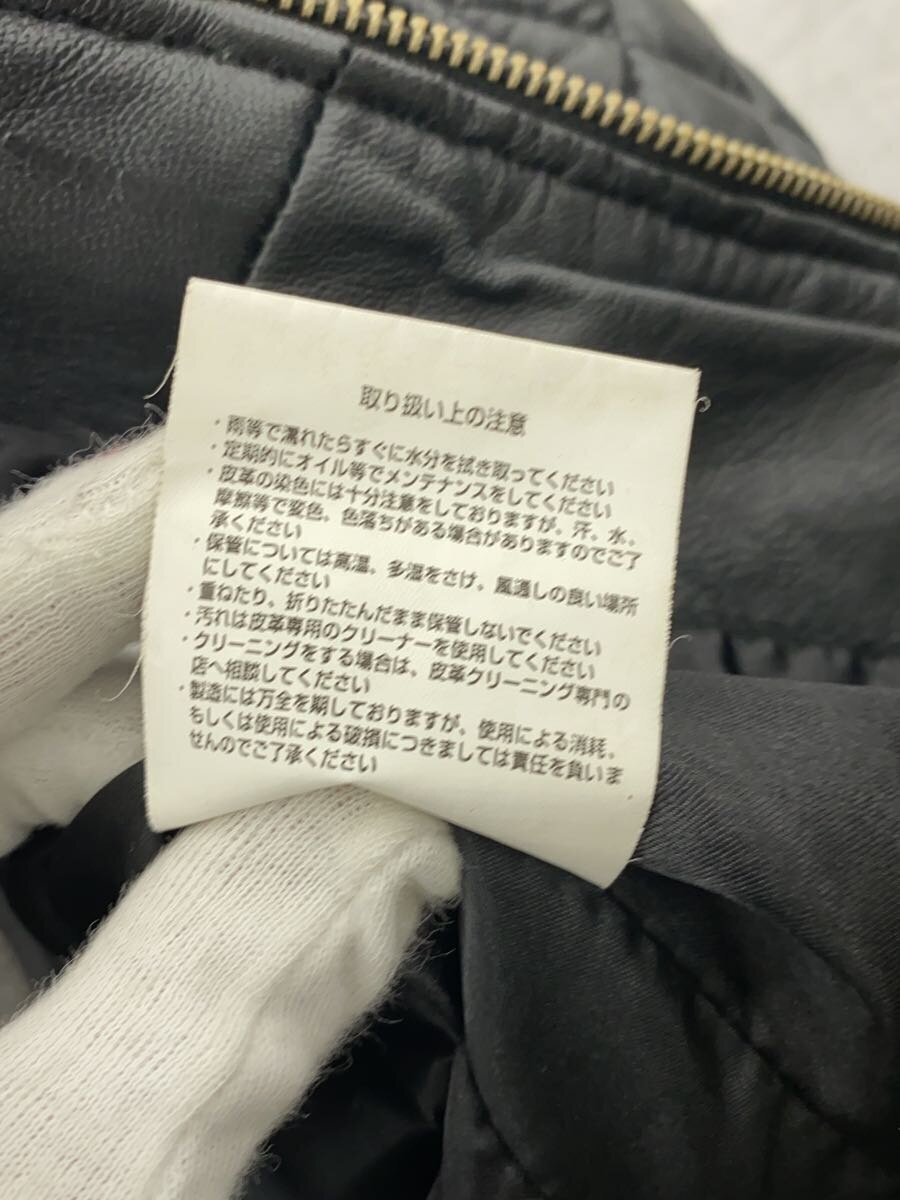 取り扱い上の注意
・雨等で濡れたらすぐに水分を拭き取ってください
・定期的にオイル等でメンテナンスをしてください
・皮革の染色には十分注意をしておりますが、汗、水、
摩擦等で変色、色落ちがある場合がありますのでご了
承ください
・保管については高温、多湿をさけ、風通しの良い場所
にしてください
・重ねたり、折りたたんだまま保管しないでください
・汚れは皮革専用のクリーナーを使用してください
・クリーニングをする場合は、皮革クリーニング専門の
店へ相談してください
・製造には万全を期しておりますが、使用による消耗、
もしくは使用による破損につきましては責任を負いま
せんのでご了承ください